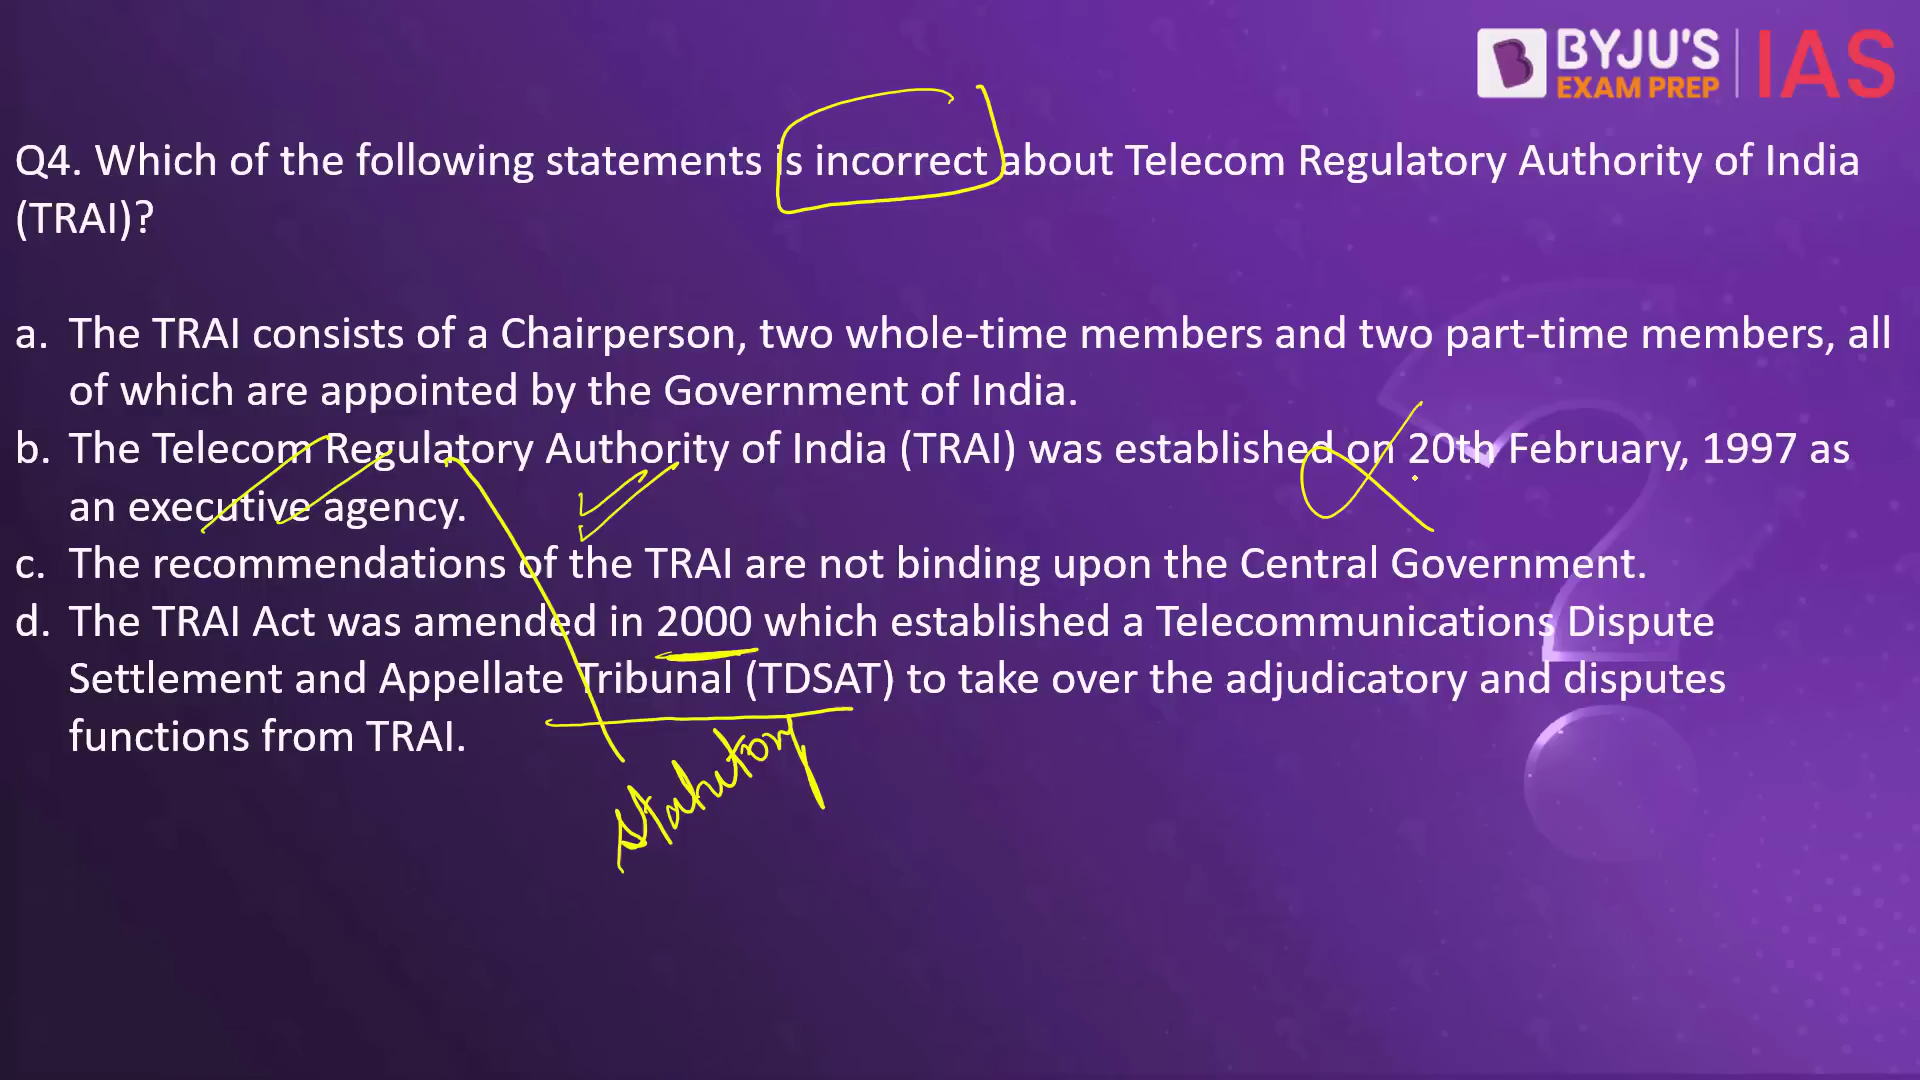 BYJU'S
EXAM PREP
IAS
Q4. Which of the following statements is incorrect about Telecom Regulatory Authority of India
(TRAI)?
a. The TRAI consists of a Chairperson, two whole-time members and two part-time members, all
of which are appointed by the Government of India.
b. The Telecom Regulatory Authority of India (TRAI) was established on 20th February, 1997 as
an executive agency.
c. The recommendations of the TRAI are not binding upon the Central Government.
d. The TRAI Act was amended in 2000 which established a Telecommunications Dispute
Settlement and Appellate Tribunal (TDSAT) to take over the adjudicatory and disputes
functions from TRAI.
Statutory